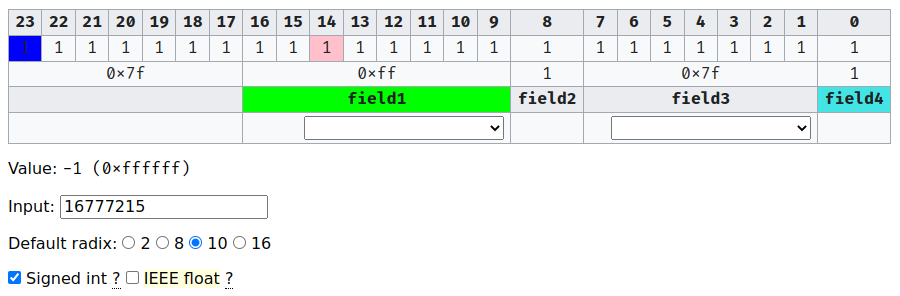 23 22 21 20 19 18 17 16 15 14 13 12 11 10 9 8 7 6 5 4 3 2 1 0
1 1 1 1 1 1 1 1 1 1 1 1 1 1 1 1 1 1 1 1 1 1 1 1
0×7f 0×ff 1 0×7f 1
field1 field2 field3 field4
Value: -1 (0×ffffff)
Input: 16777215
Default radix: 2 8 10 16
Signed int ? IEEE float ?